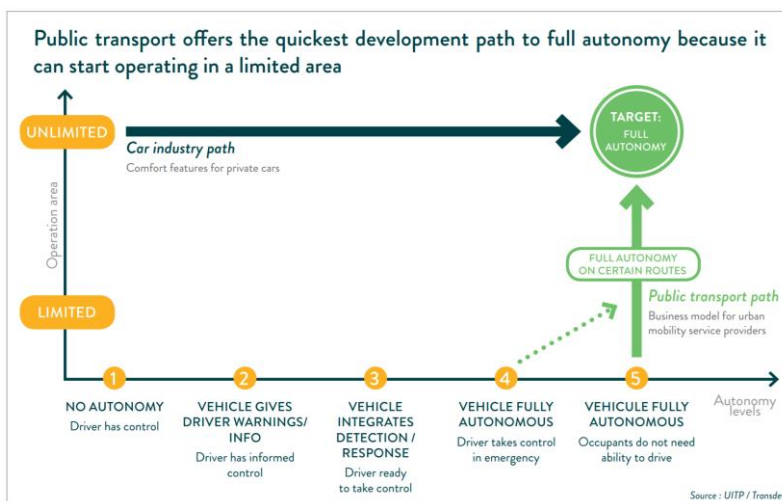 Public transport offers the quickest development path to full autonomy because it
can start operating in a limited area
UNLIMITED
Car industry path
Comfort features for private cars
TARGET:
FULL
AUTONOMY
Operation area
FULL AUTONOMY
ON CERTAIN ROUTES
LIMITED
Public transport path
Business model for urban
mobility service providers
1
2
3
4
5
Autonomy
levels
NO AUTONOMY
Driver has control
VEHICLE GIVES
DRIVER WARNINGS/
INFO
Driver has informed
control
VEHICLE
INTEGRATES
DETECTION /
RESPONSE
Driver ready
to take control
VEHICLE FULLY
AUTONOMOUS
Driver takes control
in emergency
VEHICULE FULLY
AUTONOMOUS
Occupants do not need
ability to drive
Source : UITP / Transde